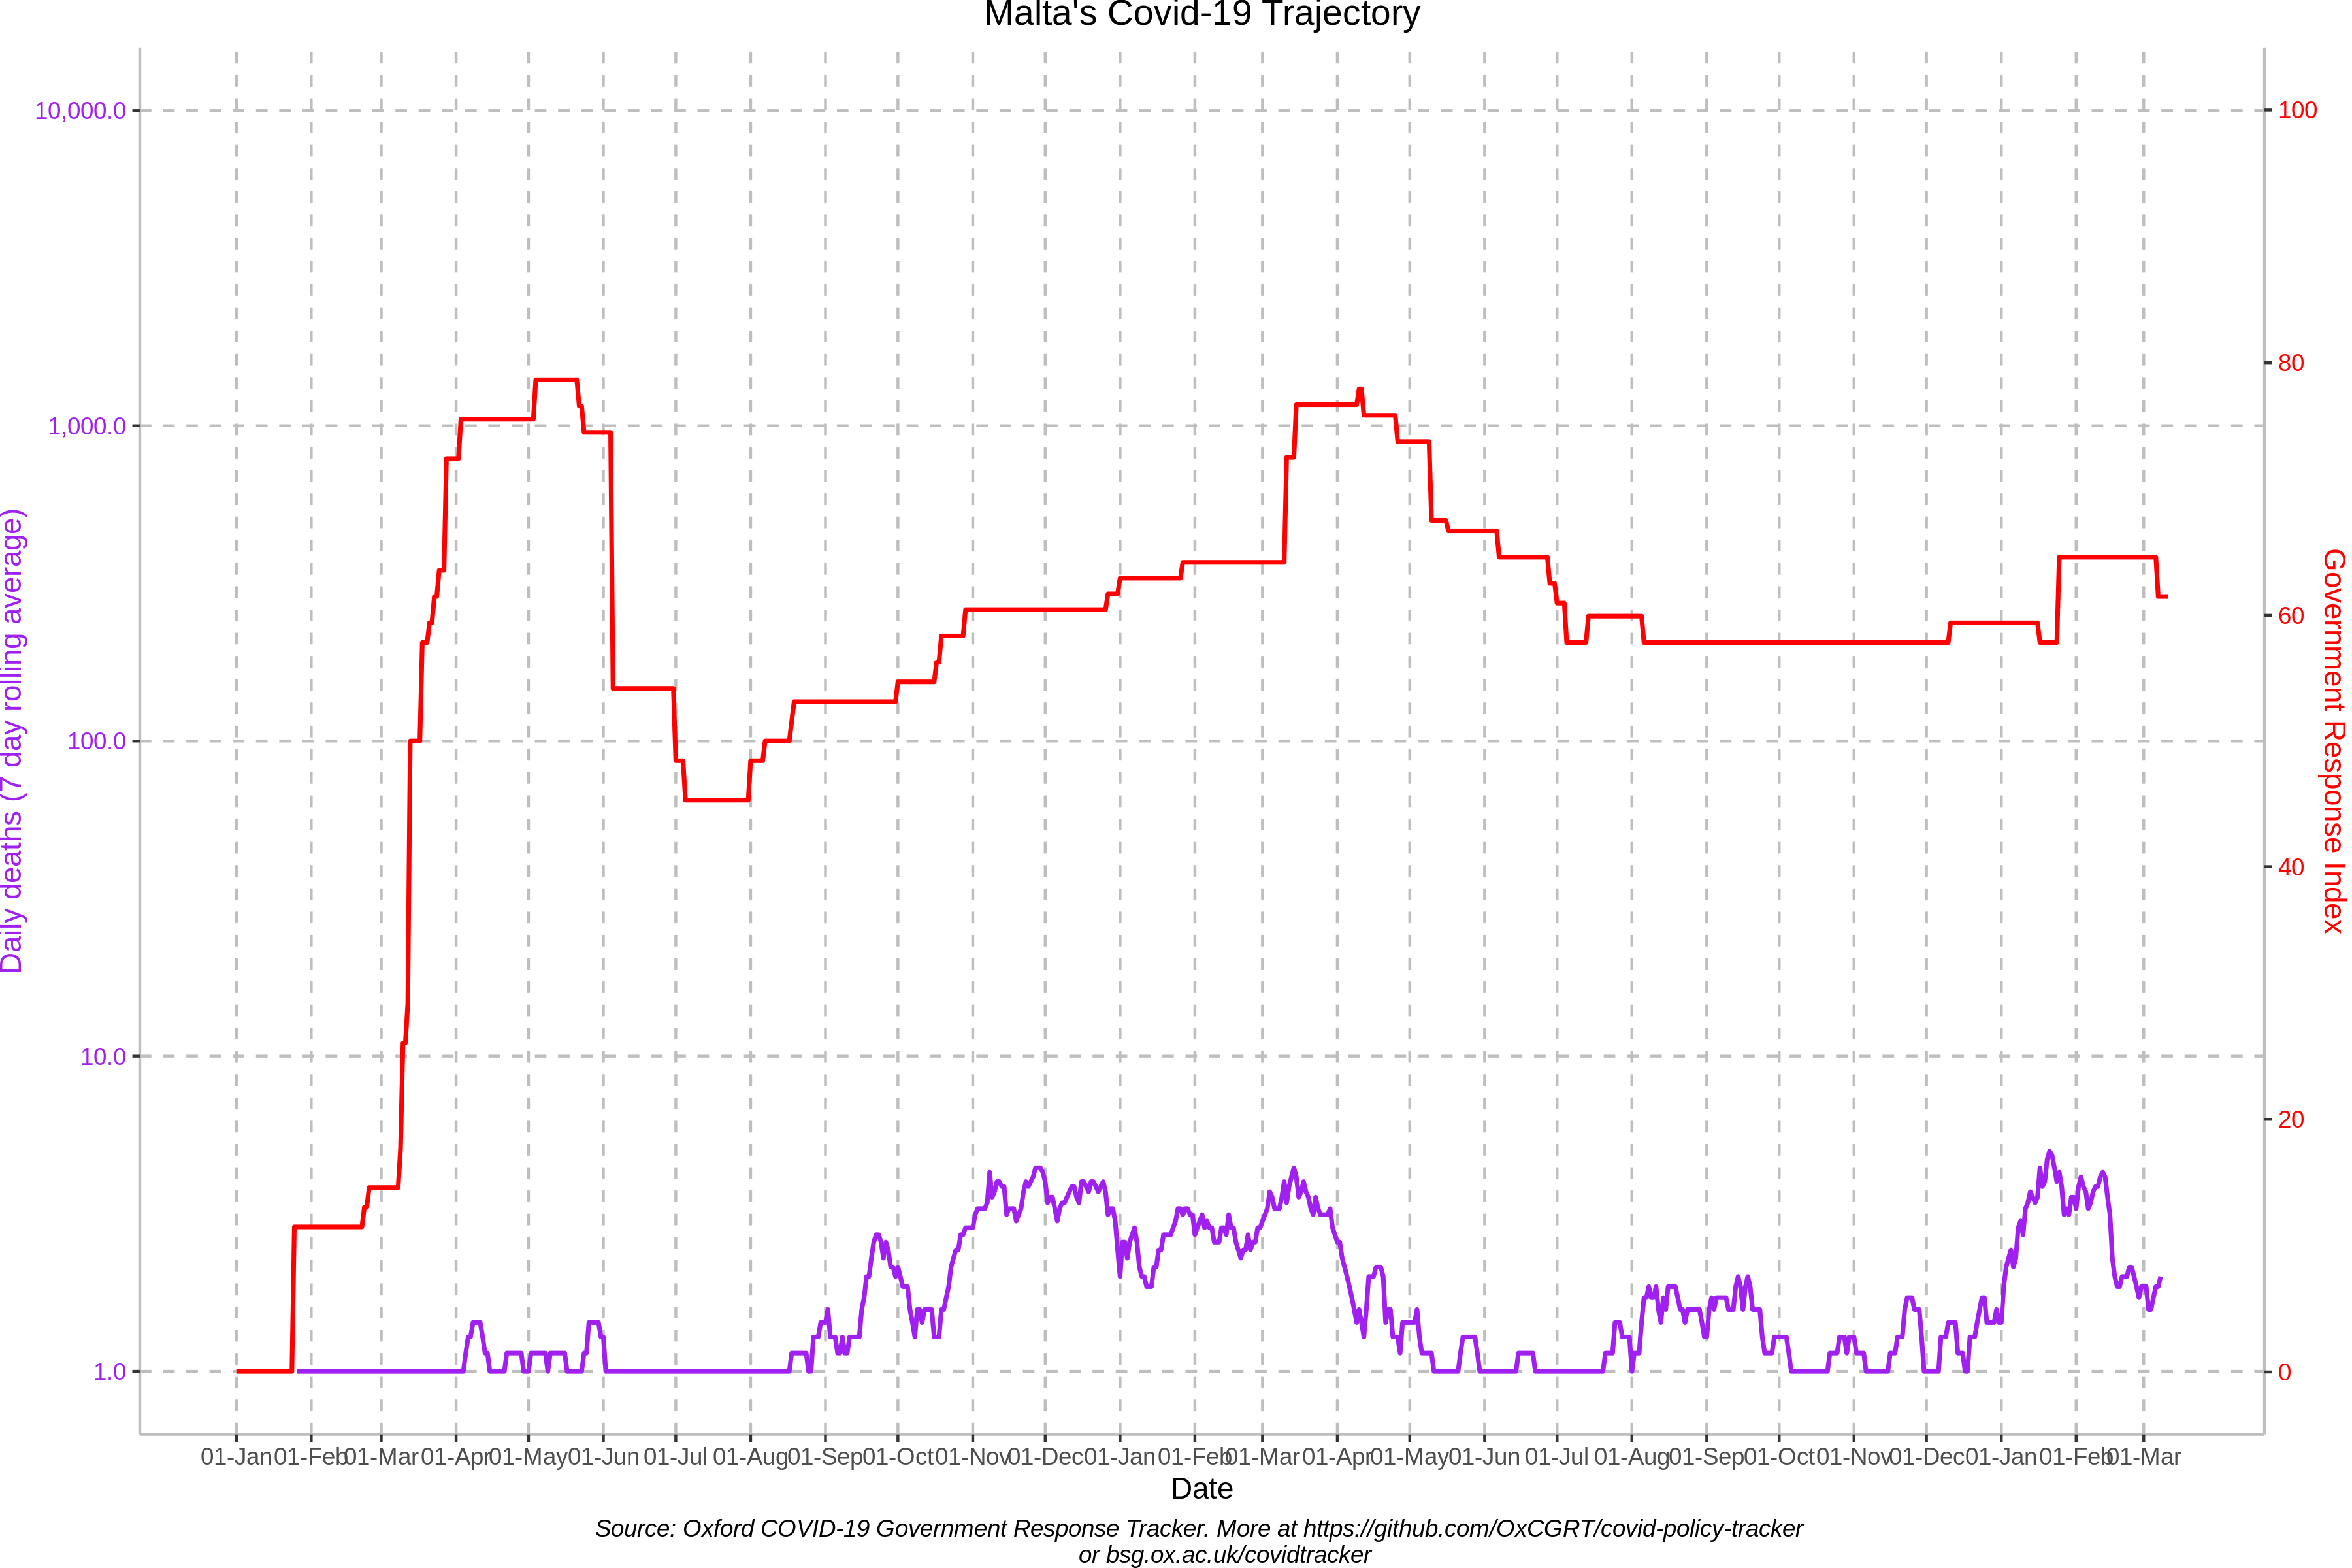 Malta's Covid-19 Trajectory
10,000.0
1,000.0
100.0
10.0
1.0
Daily deaths (7 day rolling average)
100
80
60
40
20
0
Government Response Index
01-Jan 01-Feb 01-Mar 01-Apr 01-May 01-Jun 01-Jul 01-Aug 01-Sep 01-Oct 01-Nov 01-Dec 01-Jan 01-Feb 01-Mar 01-Apr 01-May 01-Jun 01-Jul 01-Aug 01-Sep 01-Oct 01-Nov 01-Dec 01-Jan 01-Feb 01-Mar
Date
Source: Oxford COVID-19 Government Response Tracker. More at https://github.com/OxCGRT/covid-policy-tracker
or bsg.ox.ac.uk/covidtracker